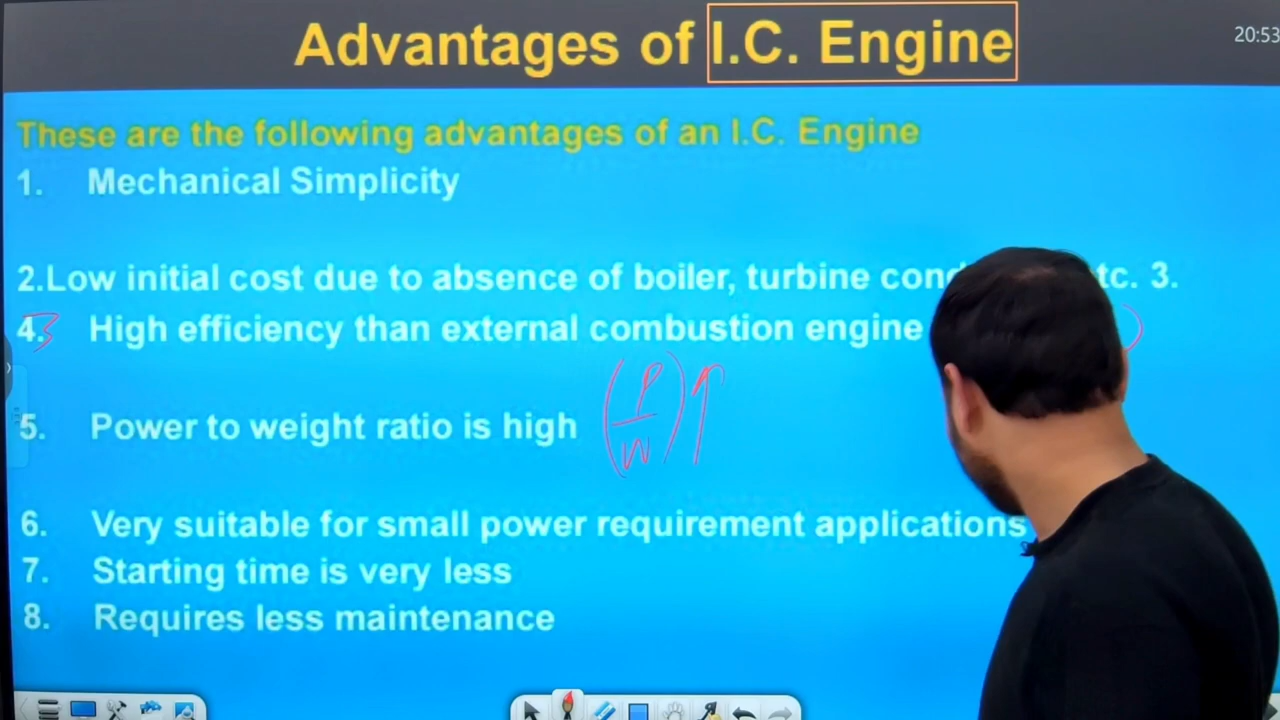 Advantages of I.C. Engine
20:53
These are the following advantages of an I.C. Engine
1. Mechanical Simplicity
2.Low initial cost due to absence of boiler, turbine tc. 3.
4.3 High efficiency than external combustion engine
(P/W)↑
5. Power to weight ratio is high
6. Very suitable for small power requirement applications
7. Starting time is very less
8. Requires less maintenance